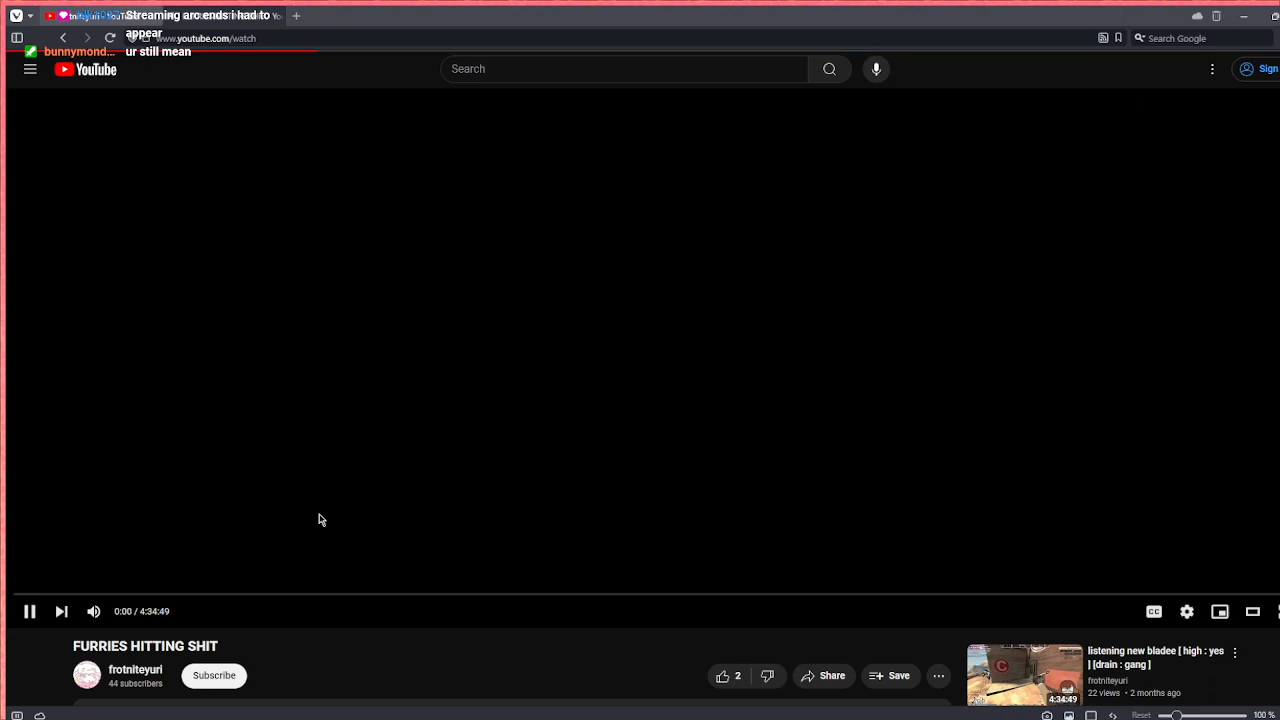 Streaming arc ends i had to
appear
bunnymond... ur still mean
www.youtube.com/watch
Search Google
YouTube
Search
Sign
0:00 / 4:34:49
CC
FURRIES HITTING SHIT
frotniteyuri
44 subscribers
Subscribe
2
Share
Save
listening new bladee [ high : yes
] [drain : gang ]
frotniteyuri
22 views • 2 months ago
C
4:34:49
Reset
100 %